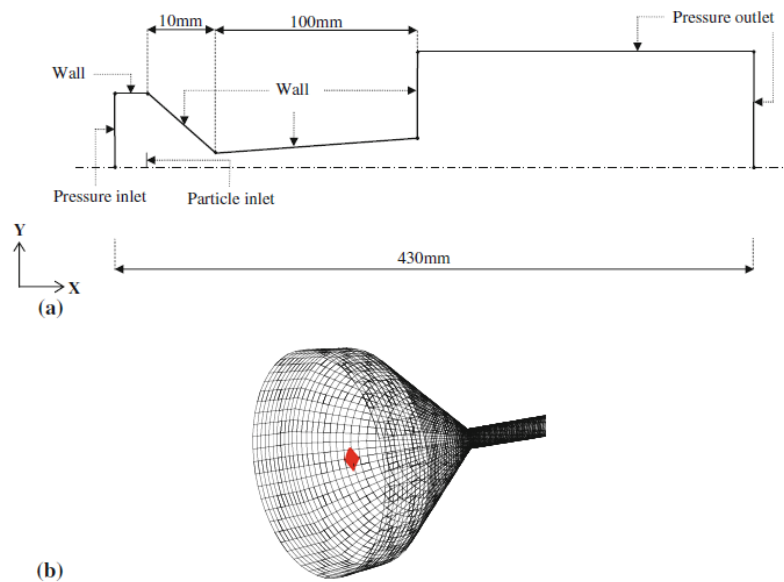 10mm
100mm
Pressure outlet
Wall
Wall
Pressure inlet
Particle inlet
Y
X
430mm
(a)
(b)